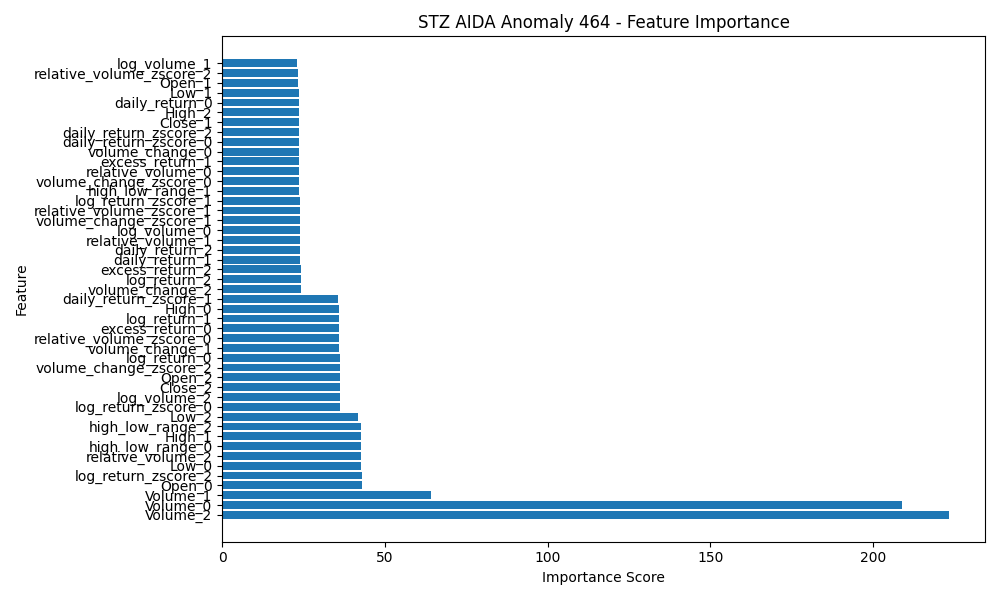 STZ AIDA Anomaly 464 - Feature Importance
log_volume_1
relative_volume_zscore_2
Open_1
Low_1
daily_return_0
High_2
Close_1
daily_return_zscore_2
daily_return_zscore_0
volume_change_0
excess_return_1
relative_volume_0
volume_change_zscore_0
high_low_range_1
log_return_zscore_1
relative_volume_zscore_1
volume_change_zscore_1
log_volume_0
relative_volume_1
daily_return_2
daily_return_1
excess_return_2
log_return_2
volume_change_2
daily_return_zscore_1
High_0
log_return_1
excess_return_0
relative_volume_zscore_0
volume_change_1
log_return_0
volume_change_zscore_2
Open_2
Close_2
log_volume_2
log_return_zscore_0
Low_2
high_low_range_2
High_1
high_low_range_0
relative_volume_2
Low_0
log_return_zscore_2
Open_0
Volume_1
Volume_0
Volume_2
Feature
0 50 100 150 200
Importance Score